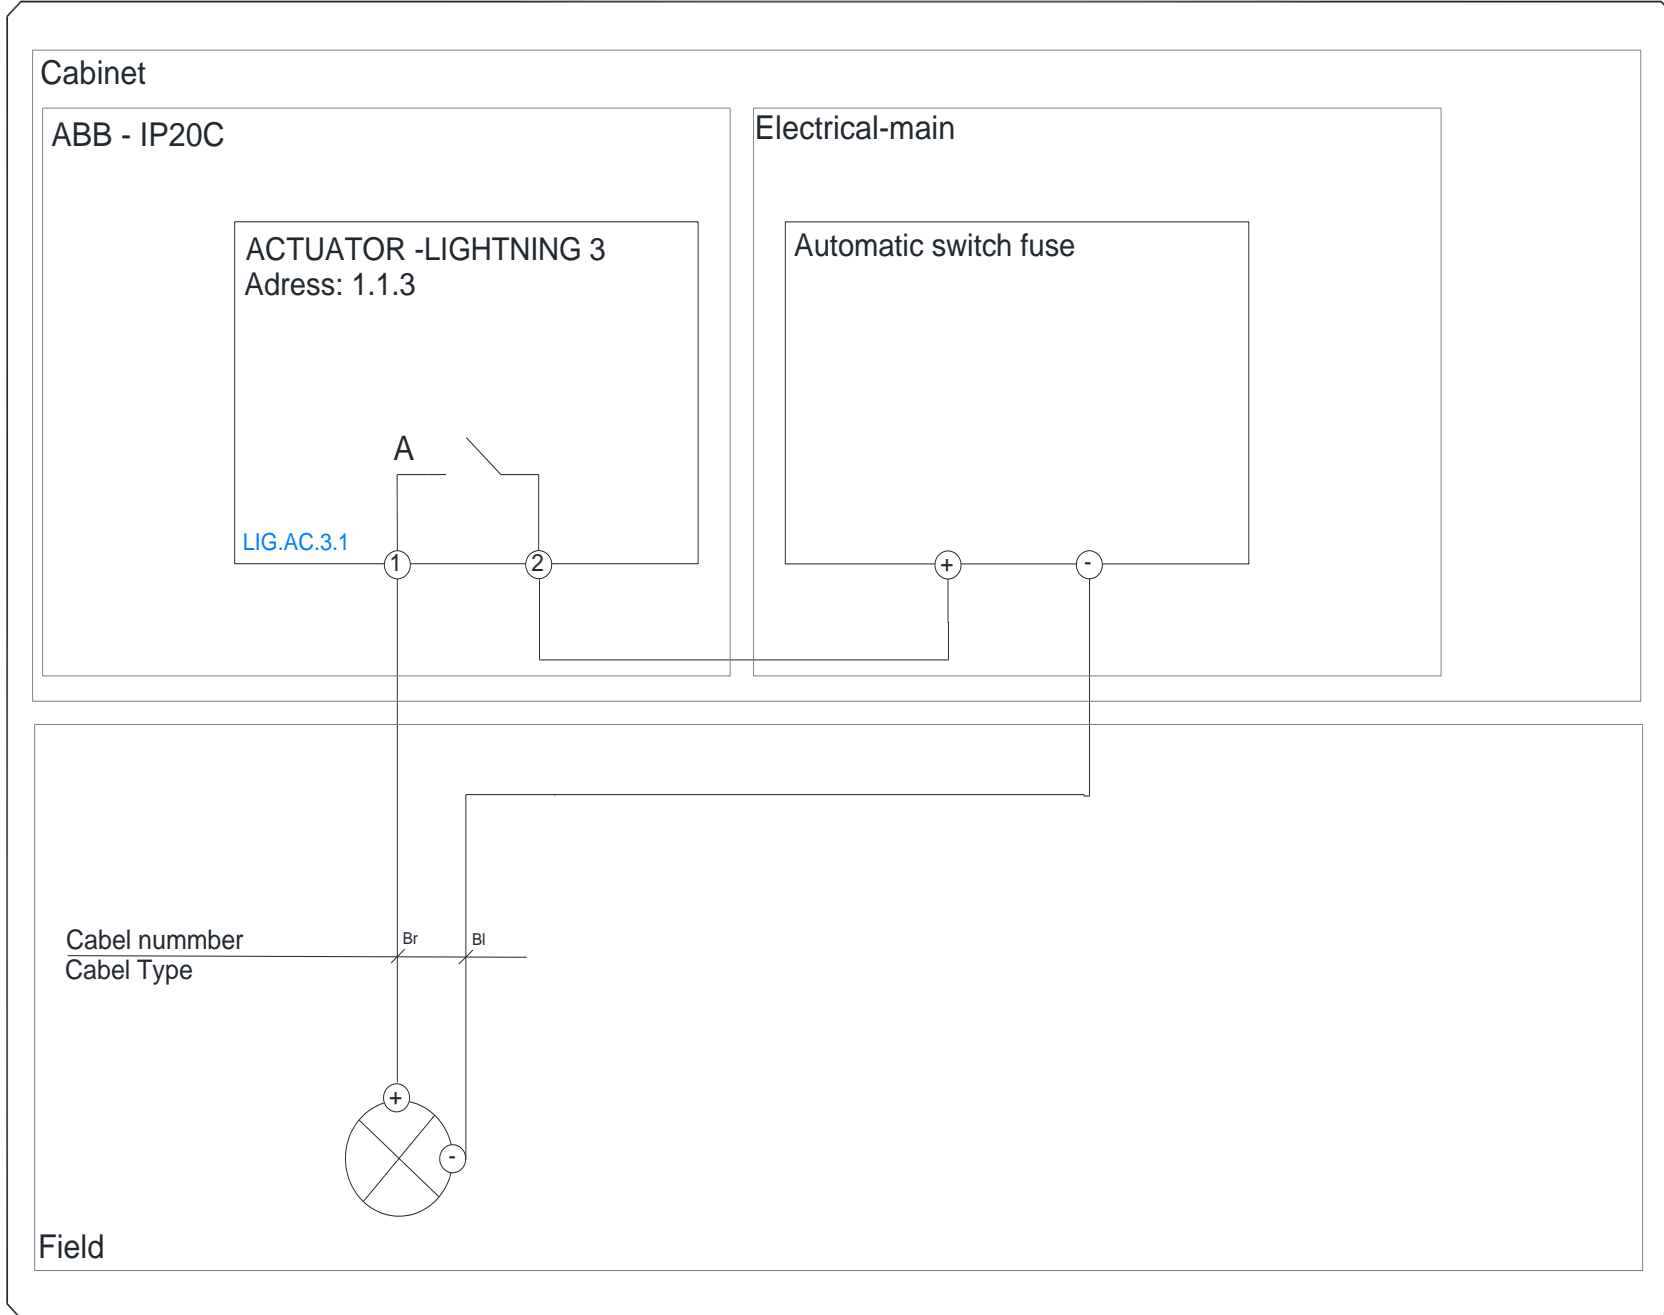 Cabinet
ABB - IP20C
Electrical-main
ACTUATOR -LIGHTNING 3
Adress: 1.1.3
Automatic switch fuse
A
LIG.AC.3.1
1
2
+
-
Cabel nummber
Br
Bl
Cabel Type
+
-
Field